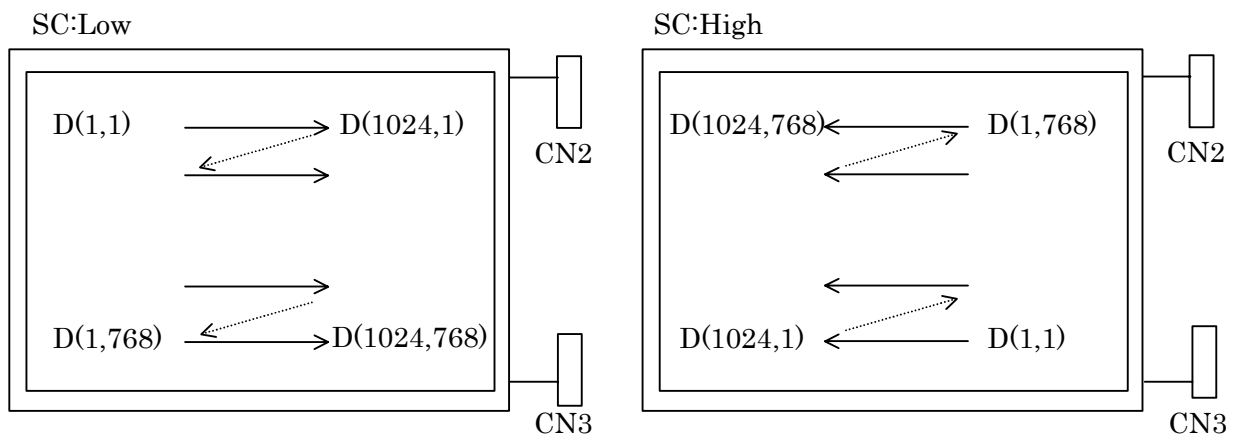 SC:Low
D(1,1) D(1024,1)
CN2
D(1,768) D(1024,768)
CN3
SC:High
D(1024,768) D(1,768)
CN2
D(1024,1) D(1,1)
CN3